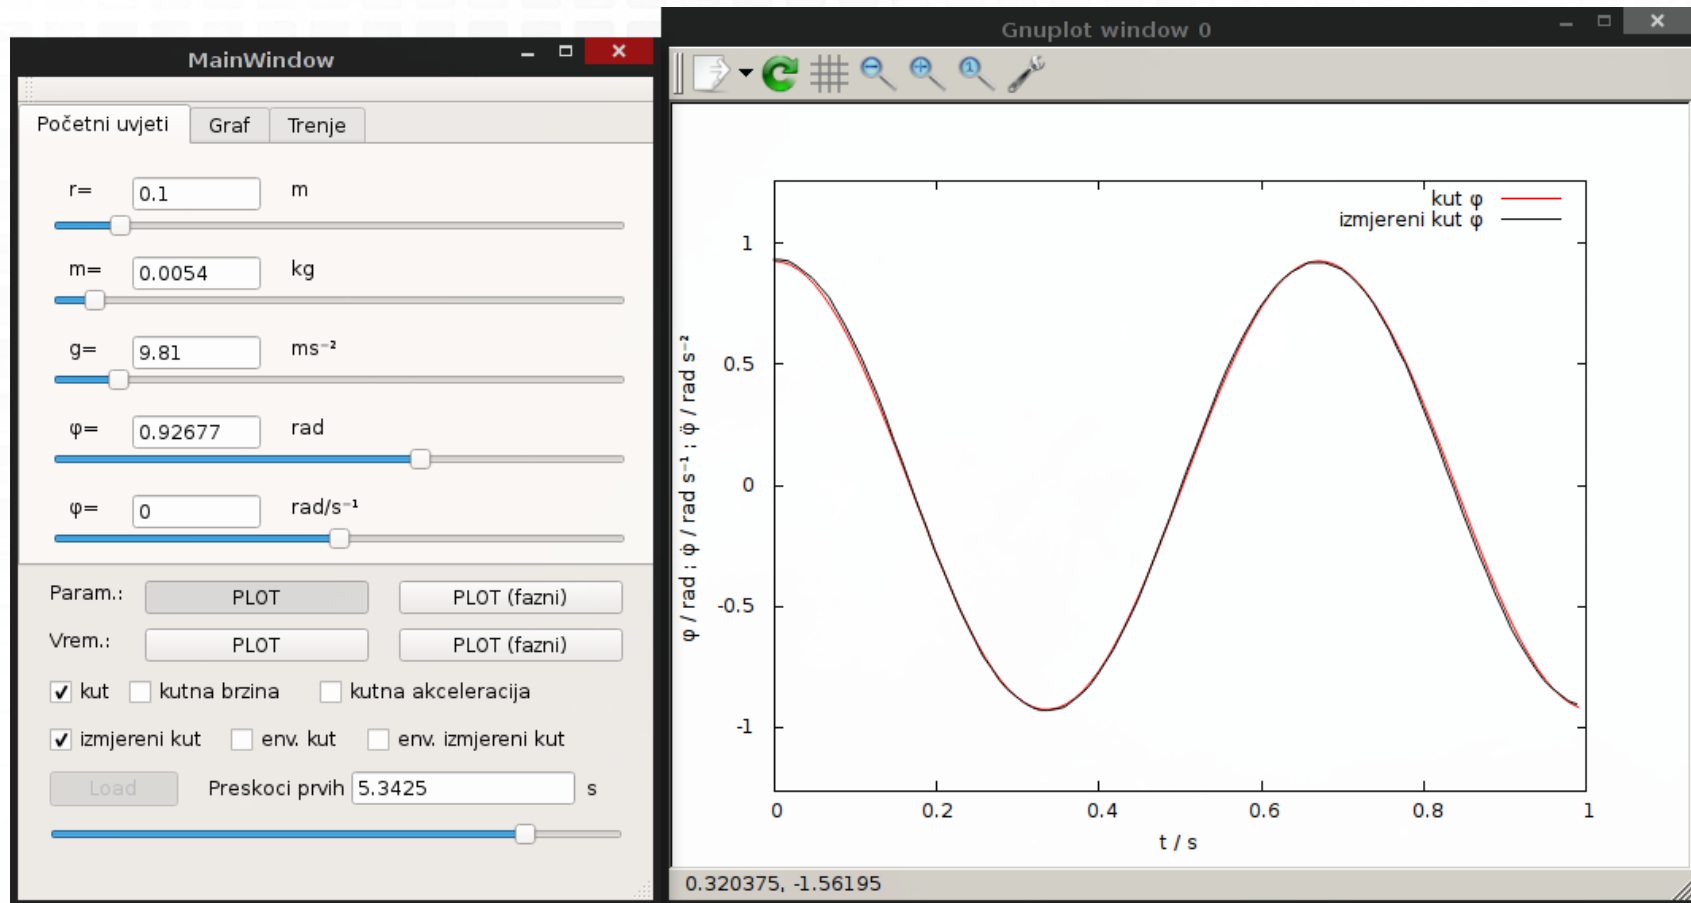 MainWindow
Početni uvjeti Graf Trenje
r= 0.1 m
m= 0.0054 kg
g= 9.81 ms⁻²
φ= 0.92677 rad
φ= 0 rad/s⁻¹
Param.: PLOT PLOT (fazni)
Vrem.: PLOT PLOT (fazni)
kut kutna brzina kutna akceleracija
izmjereni kut env. kut env. izmjereni kut
Load Preskoci prvih 5.3425 s
Gnuplot window 0
kut φ
izmjereni kut φ
1
0.5
0
-0.5
-1
φ / rad ; φ̇ / rad s⁻¹ ; φ̈ / rad s⁻²
0 0.2 0.4 0.6 0.8 1
t / s
0.320375, -1.56195